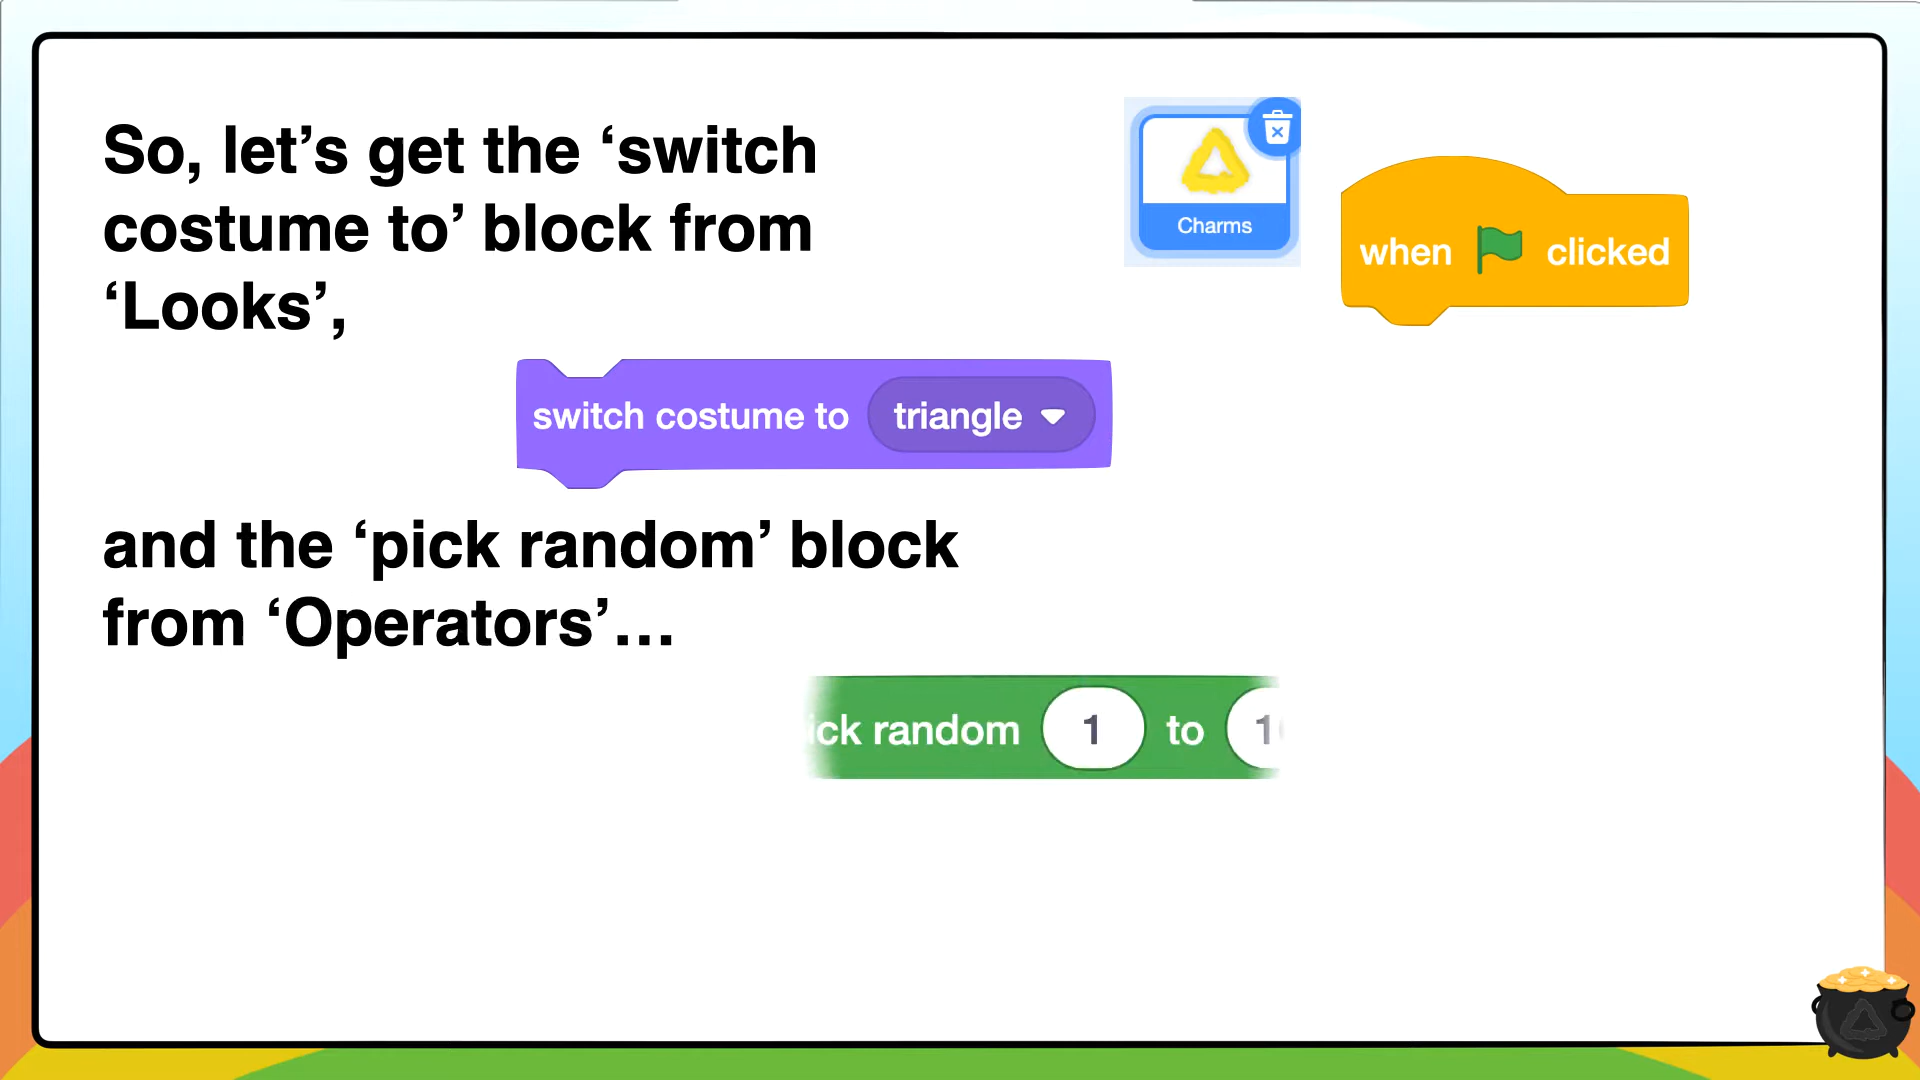 So, let’s get the ‘switch
costume to’ block from
‘Looks’,
Charms
when clicked
switch costume to triangle
and the ‘pick random’ block
from ‘Operators’…
random 1 to